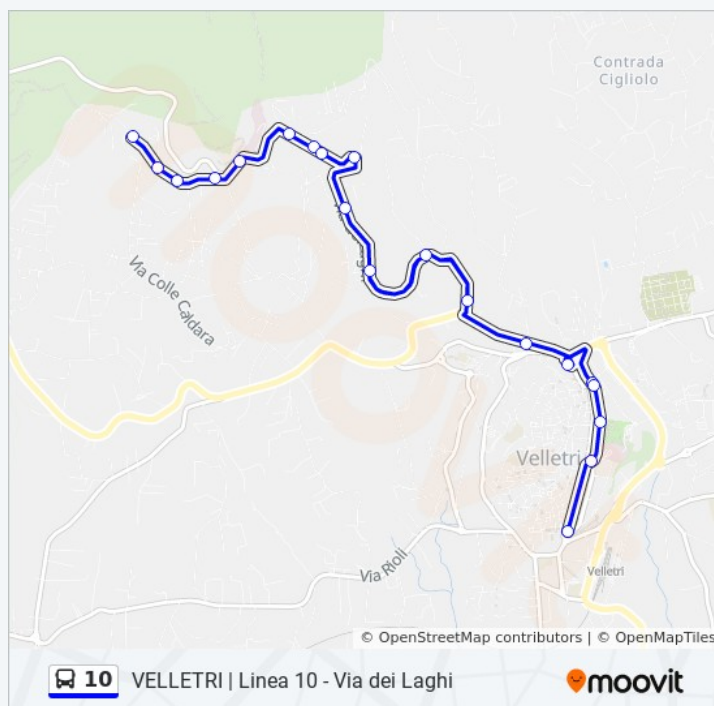 Contrada
Cigliolo
Via Colle Caldara
Velletri
Via Rioli
Velletri
© OpenStreetMap contributors | © OpenMapTiles
10
VELLETRI | Linea 10 - Via dei Laghi
moovit